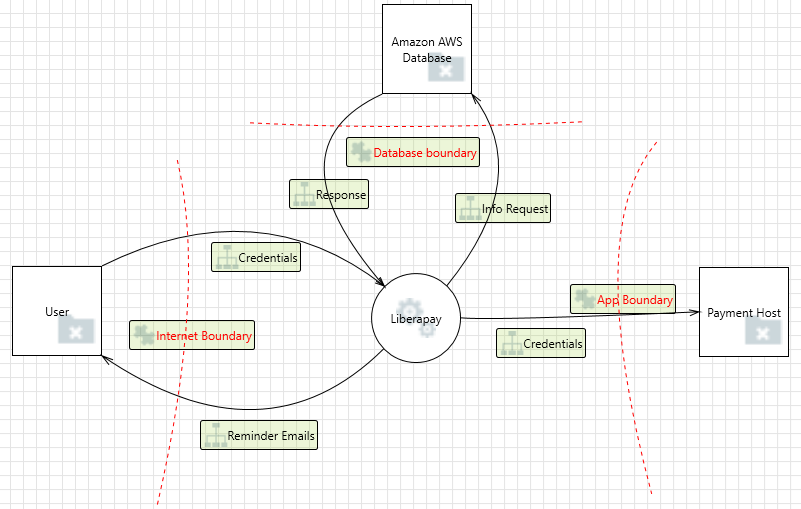 Amazon AWS
Database
Database boundary
Response
Info Request
Credentials
App Boundary
User
Liberapay
Payment Host
Internet Boundary
Credentials
Reminder Emails